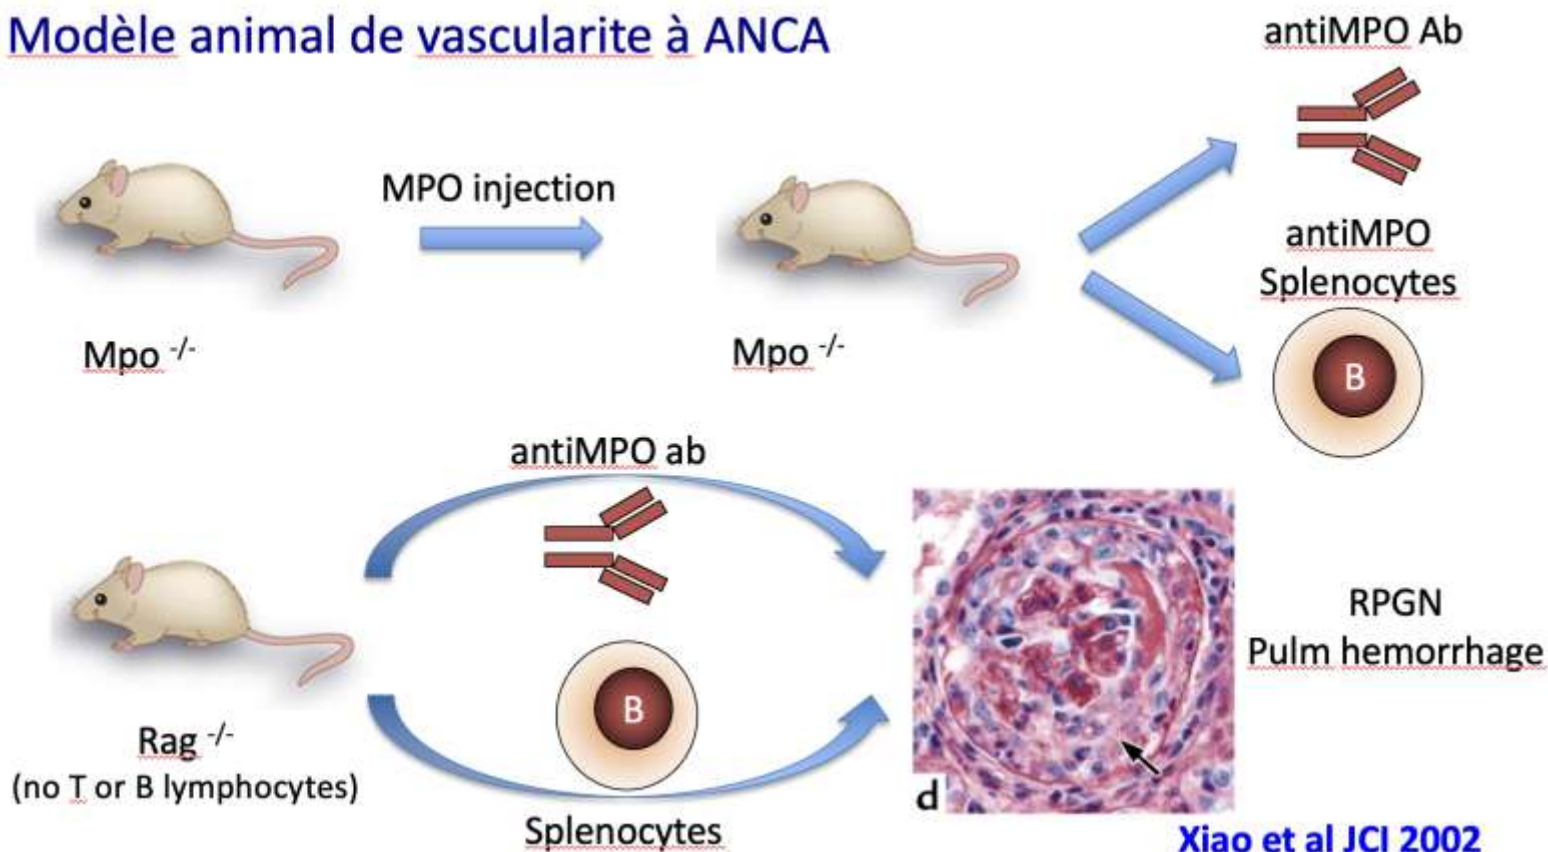 Modèle animal de vascularite à ANCA
antiMPO Ab
MPO injection
antiMPO
Splenocytes
Mpo -/-
Mpo -/-
B
antiMPO ab
RPGN
Pulm hemorrhage
B
Rag -/-
(no T or B lymphocytes)
d
Splenocytes
Xiao et al JCI 2002